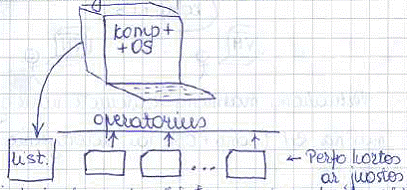 komp +
+ OS
operatorius
ust.
...
← Perfo kortos
ar juostos